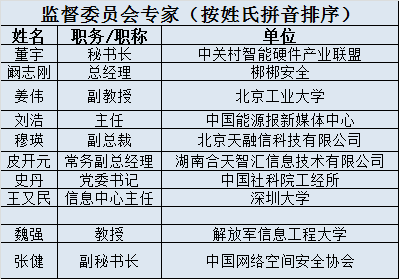 监督委员会专家（按姓氏拼音排序）
姓名 职务/职称 单位
董宇 秘书长 中关村智能硬件产业联盟
阚志刚 总经理 梆梆安全
姜伟 副教授 北京工业大学
刘浩 主任 中国能源报新媒体中心
穆瑛 副总裁 北京天融信科技有限公司
皮开元 常务副总经理 湖南合天智汇信息技术有限公司
史丹 党委书记 中国社科院工经所
王又民 信息中心主任 深圳大学
魏强 教授 解放军信息工程大学
张健 副秘书长 中国网络空间安全协会